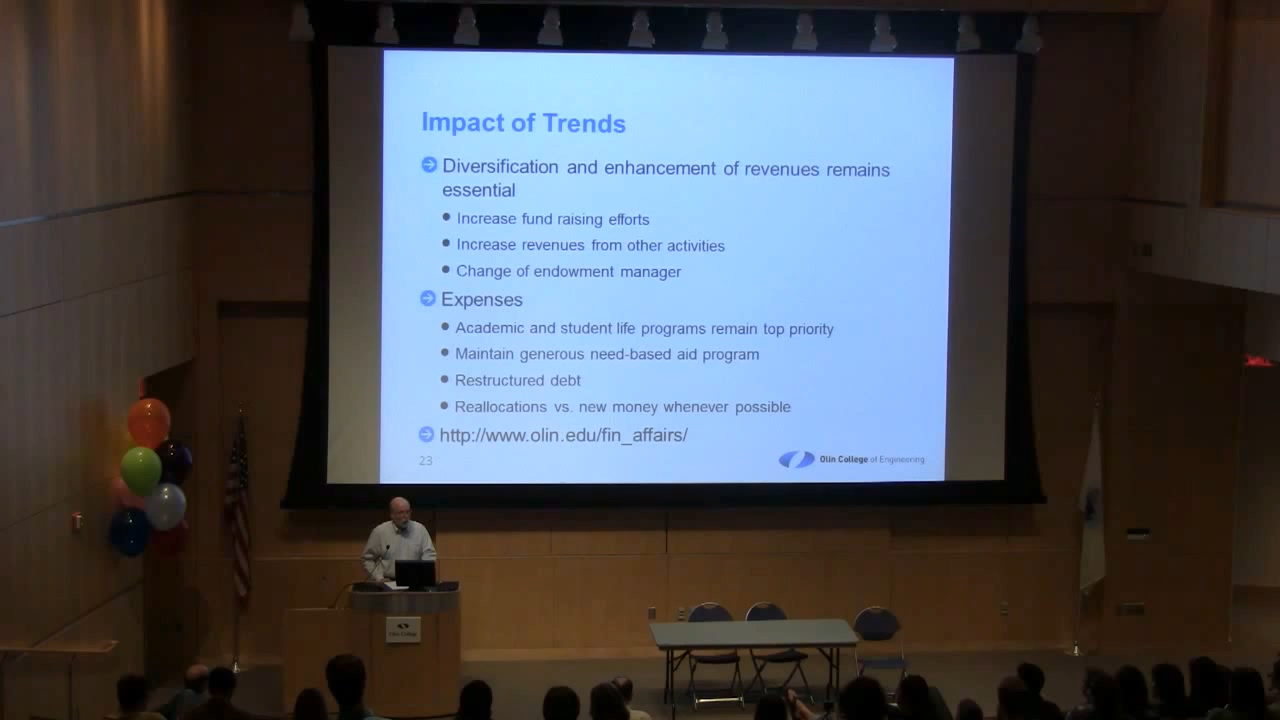 Impact of Trends
Diversification and enhancement of revenues remains
essential
Increase fund raising efforts
Increase revenues from other activities
Change of endowment manager
Expenses
Academic and student life programs remain top priority
Maintain generous need-based aid program
Restructured debt
Reallocations vs. new money whenever possible
http://www.olin.edu/fin_affairs/
23
Olin College of Engineering
Olin College